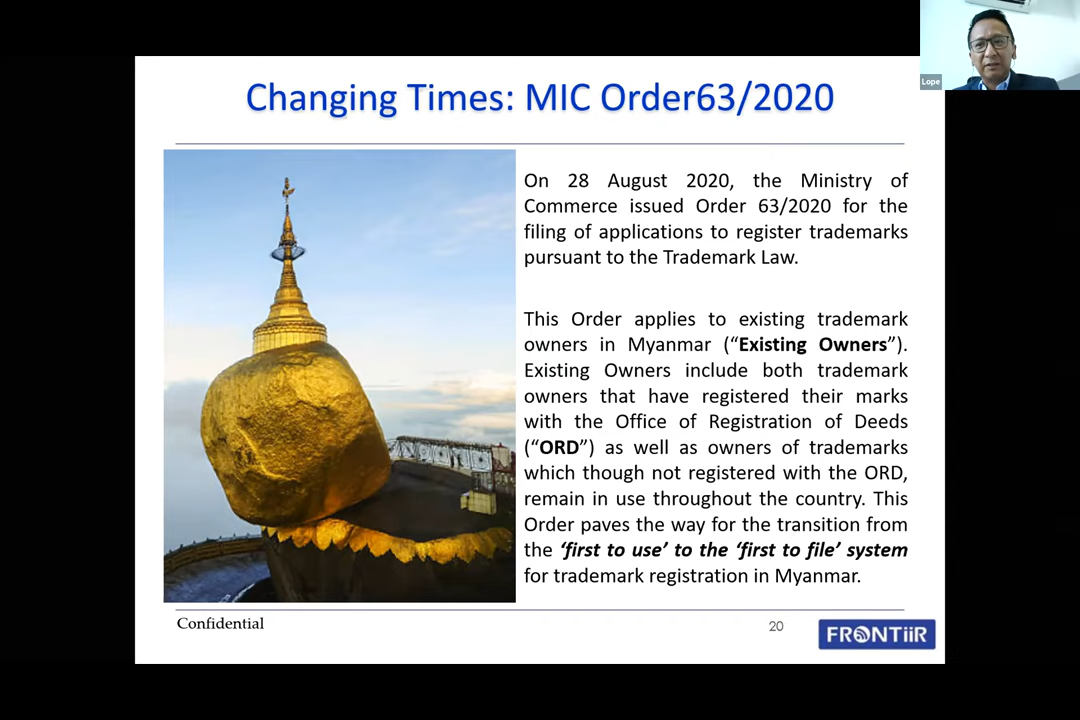 Lope
Changing Times: MIC Order63/2020
On 28 August 2020, the Ministry of
Commerce issued Order 63/2020 for the
filing of applications to register trademarks
pursuant to the Trademark Law.
This Order applies to existing trademark
owners in Myanmar (“Existing Owners”).
Existing Owners include both trademark
owners that have registered their marks
with the Office of Registration of Deeds
(“ORD”) as well as owners of trademarks
which though not registered with the ORD,
remain in use throughout the country. This
Order paves the way for the transition from
the ‘first to use’ to the ‘first to file’ system
for trademark registration in Myanmar.
Confidential
20
FRONTiiR